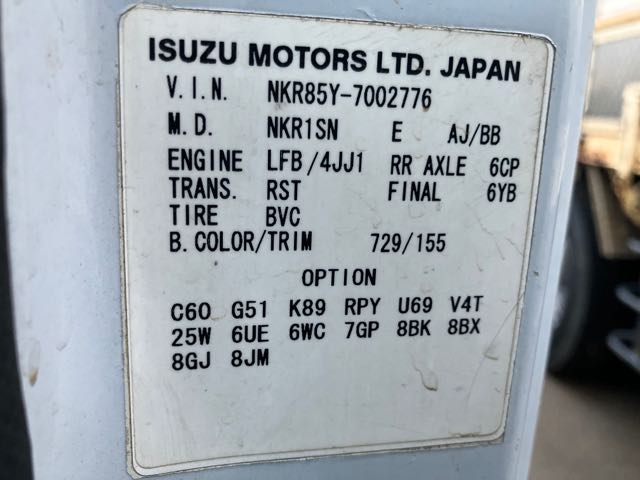 ISUZU MOTORS LTD. JAPAN
V.I.N. NKR85Y-7002776
M.D. NKR1SN E AJ/BB
ENGINE LFB/4JJ1 RR AXLE 6CP
TRANS. RST FINAL 6YB
TIRE BVC
B.COLOR/TRIM 729/155
OPTION
C60 G51 K89 RPY U69 V4T
25W 6UE 6WC 7GP 8BK 8BX
8GJ 8JM